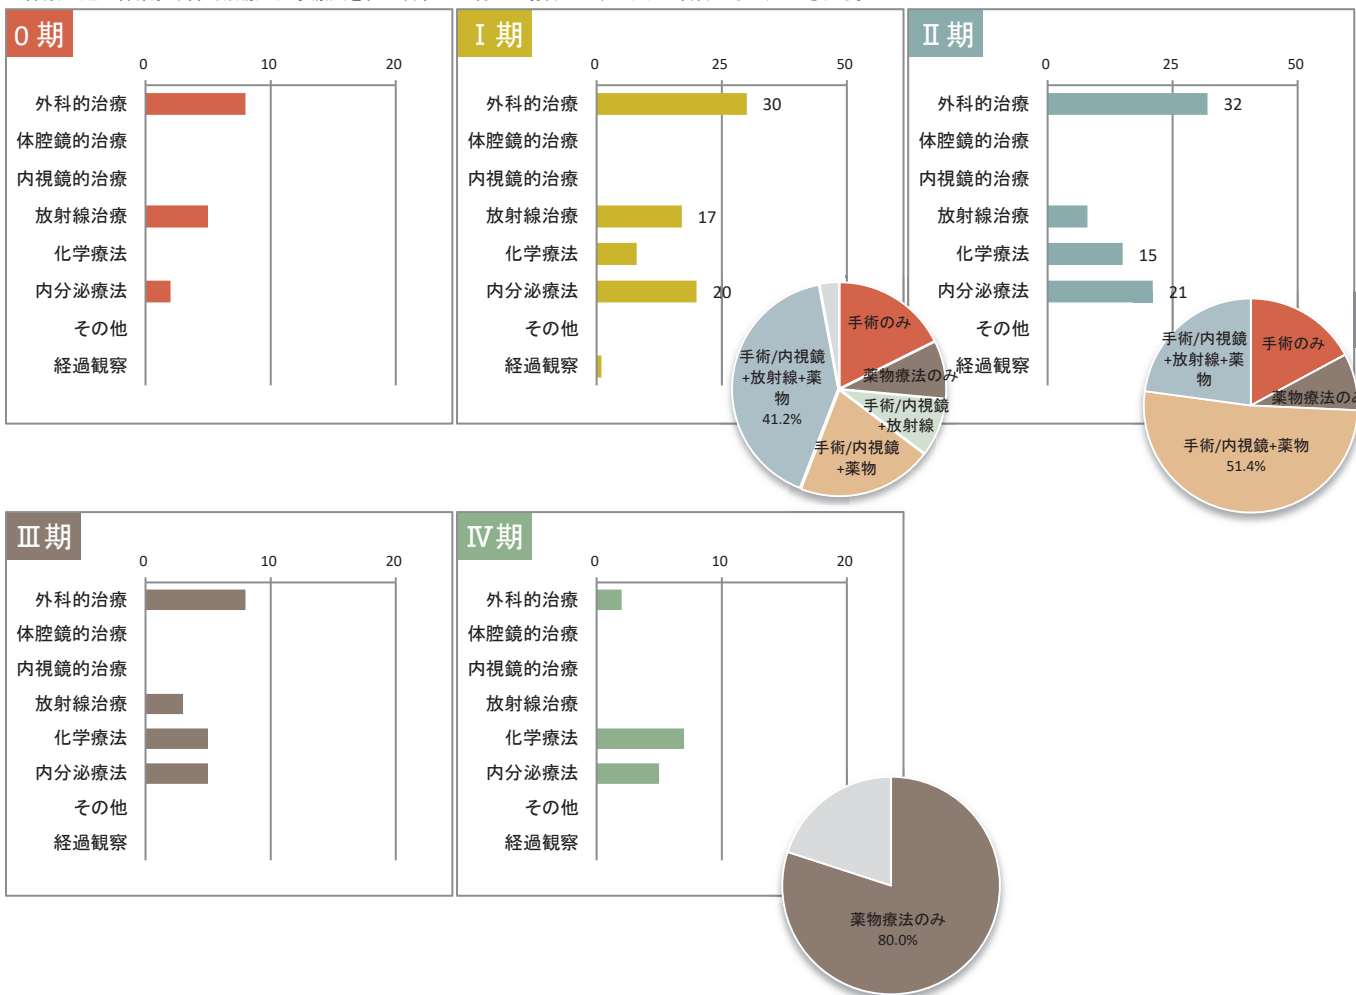 0 期
0 10 20
外科的治療
体腔鏡的治療
内視鏡的治療
放射線治療
化学療法
内分泌療法
その他
経過観察
Ⅰ 期
0 25 50
外科的治療 30
体腔鏡的治療
内視鏡的治療
放射線治療 17
化学療法
内分泌療法 20
その他
経過観察
手術のみ
薬物療法のみ
手術/内視鏡
+放射線
手術/内視鏡
+薬物
手術/内視鏡
+放射線+薬
物
41.2%
Ⅱ 期
0 25 50
外科的治療 32
体腔鏡的治療
内視鏡的治療
放射線治療
化学療法 15
内分泌療法 21
その他
経過観察
手術のみ
薬物療法のみ
手術/内視鏡+薬物
51.4%
手術/内視鏡
+放射線+薬
物
Ⅲ 期
0 10 20
外科的治療
体腔鏡的治療
内視鏡的治療
放射線治療
化学療法
内分泌療法
その他
経過観察
Ⅳ 期
0 10 20
外科的治療
体腔鏡的治療
内視鏡的治療
放射線治療
化学療法
内分泌療法
その他
経過観察
薬物療法のみ
80.0%